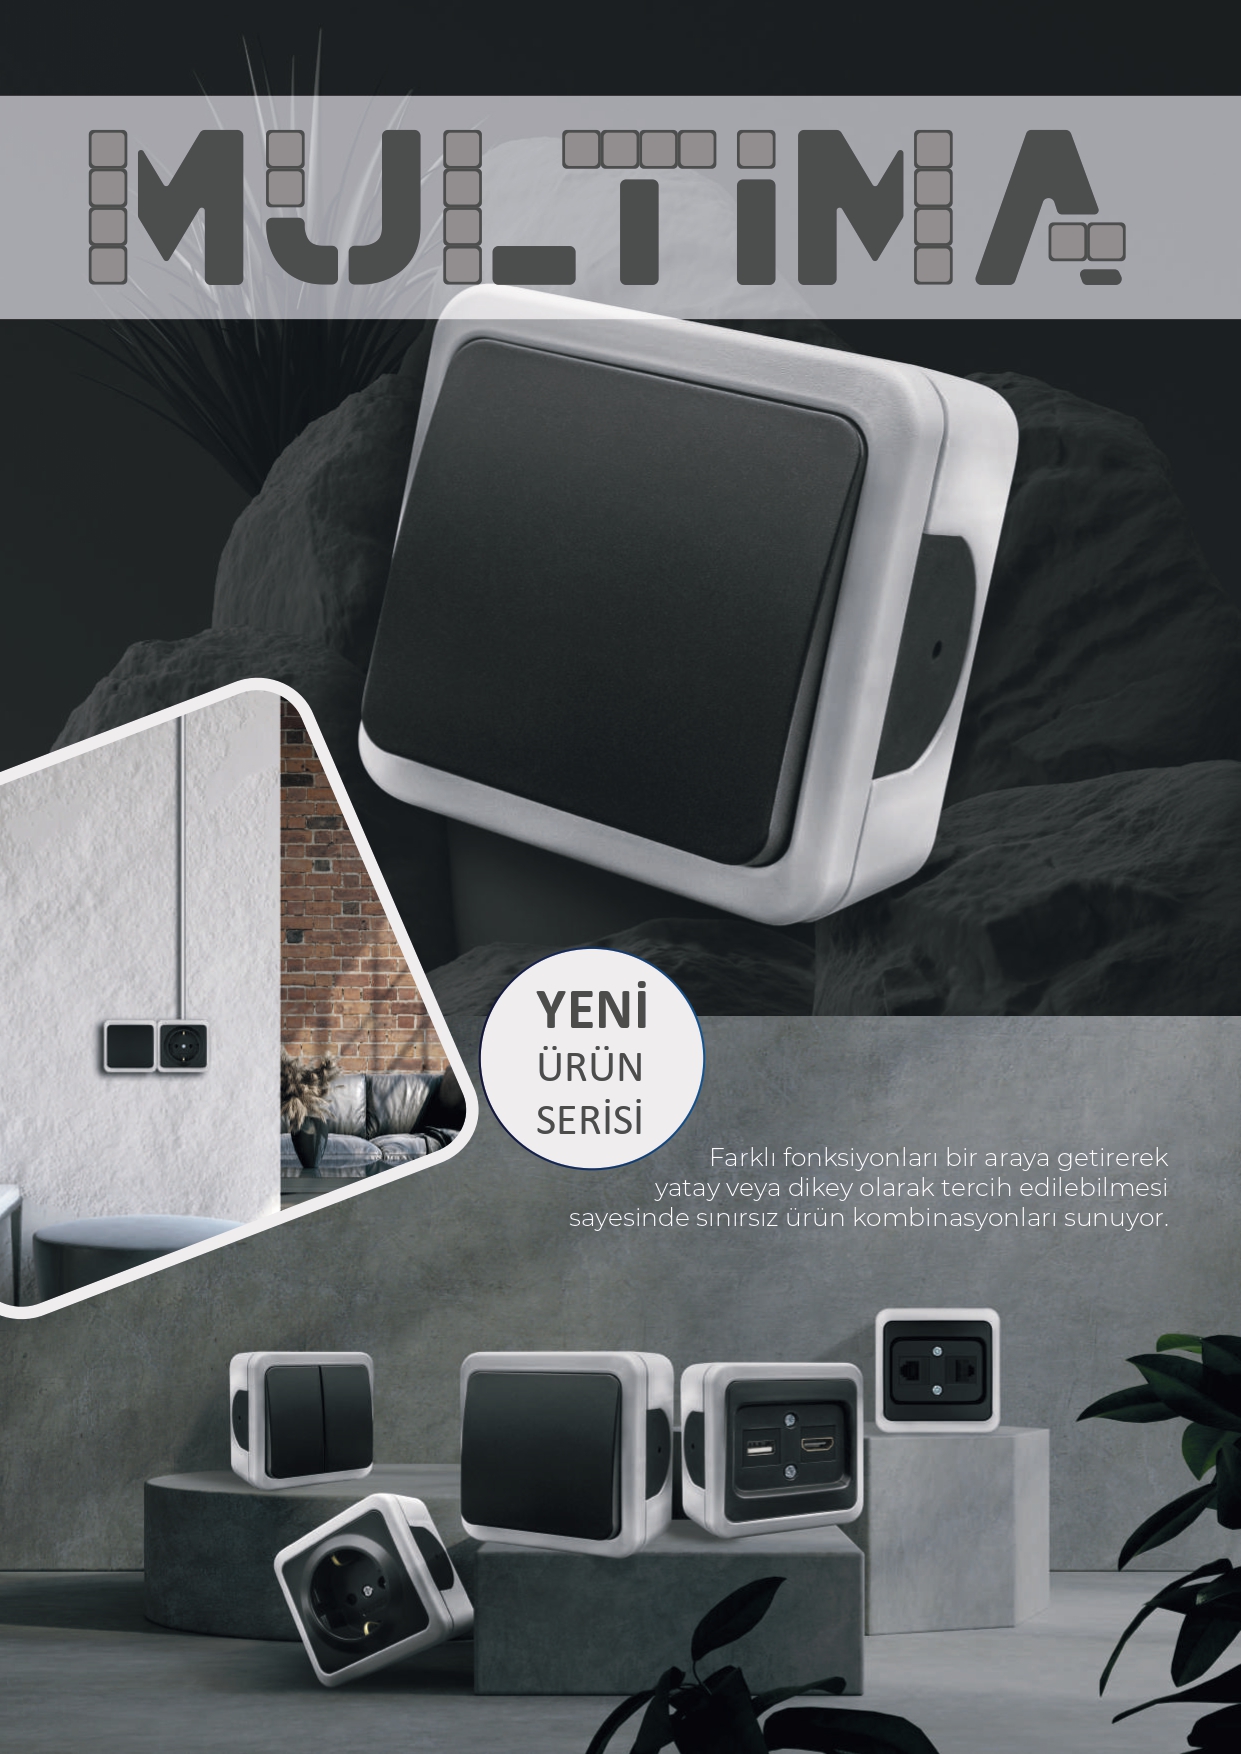 MULTiMA
YENİ
ÜRÜN
SERİSİ
Farklı fonksiyonları bir araya getirerek
yatay veya dikey olarak tercih edilebilmesi
sayesinde sınırsız ürün kombinasyonları sunuyor.